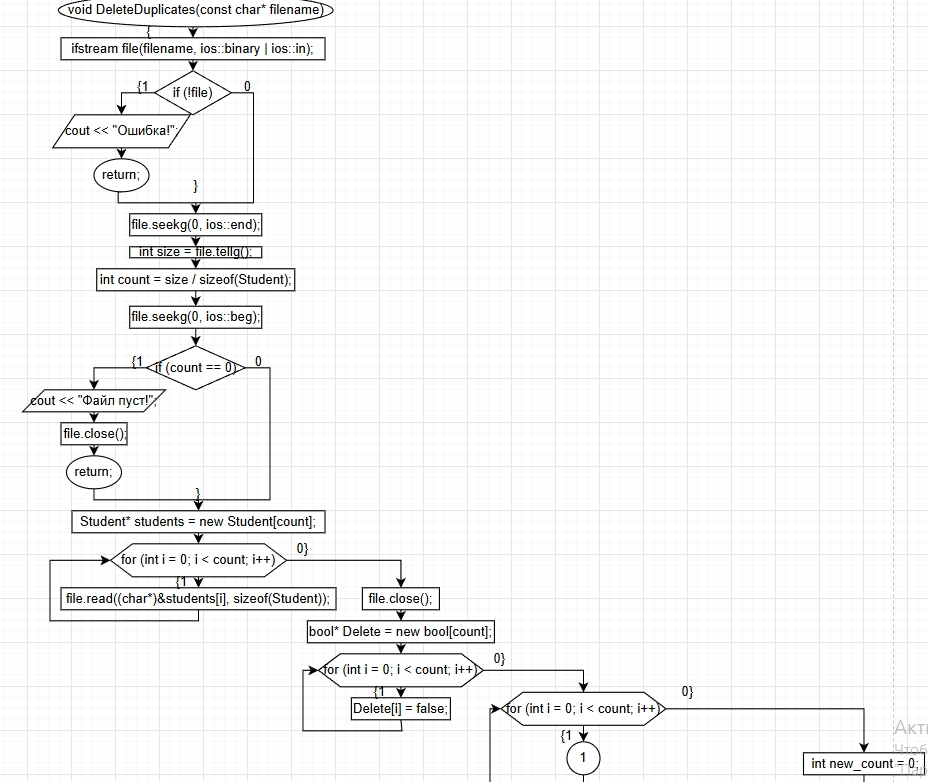 void DeleteDuplicates(const char* filename)
{
ifstream file(filename, ios::binary | ios::in);
{1
if (!file)
0
cout << "Ошибка!";
return;
}
file.seekg(0, ios::end);
int size = file.tellg();
int count = size / sizeof(Student);
file.seekg(0, ios::beg);
{1
if (count == 0)
0
cout << "Файл пуст!";
file.close();
return;
}
Student* students = new Student[count];
for (int i = 0; i < count; i++)
0}
{1
file.read((char*)&students[i], sizeof(Student));
file.close();
bool* Delete = new bool[count];
for (int i = 0; i < count; i++)
0}
{1
Delete[i] = false;
for (int i = 0; i < count; i++)
0}
{1
1
int new_count = 0;
Акти
Чтоб